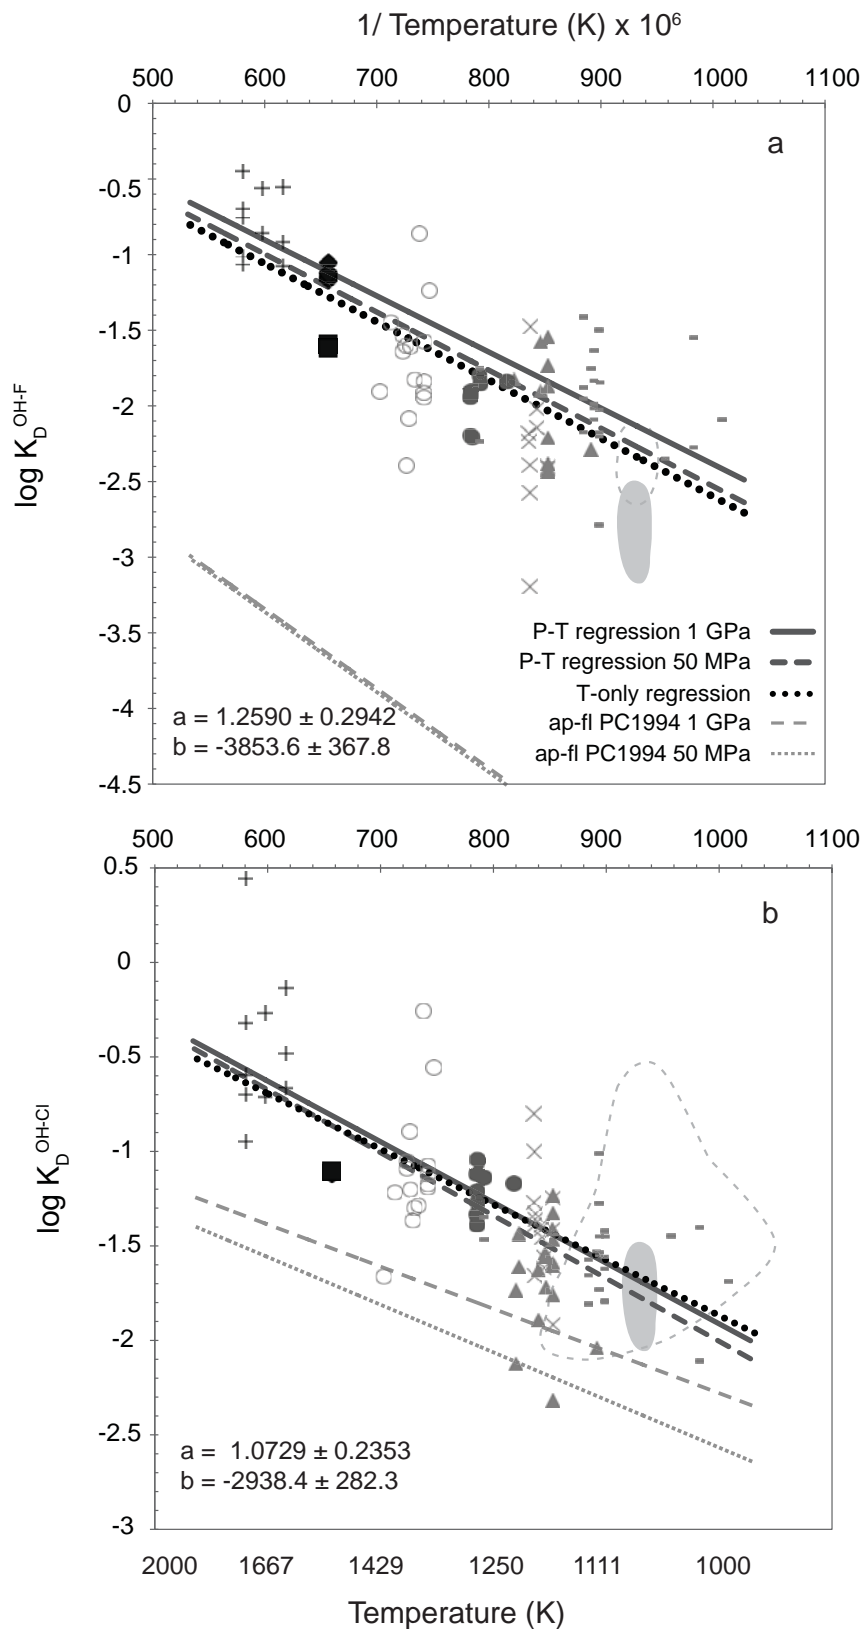 1/ Temperature (K) x 10⁶
500 600 700 800 900 1000 1100
0
a
-0.5
-1
-1.5
-2
log K_D^OH-F
-2.5
-3
-3.5
P-T regression 1 GPa
P-T regression 50 MPa
T-only regression
-4
a = 1.2590 ± 0.2942
ap-fl PC1994 1 GPa
b = -3853.6 ± 367.8
ap-fl PC1994 50 MPa
-4.5
500 600 700 800 900 1000 1100
0.5
b
0
-0.5
-1
log K_D^OH-Cl
-1.5
-2
-2.5
a = 1.0729 ± 0.2353
b = -2938.4 ± 282.3
-3
2000 1667 1429 1250 1111 1000
Temperature (K)